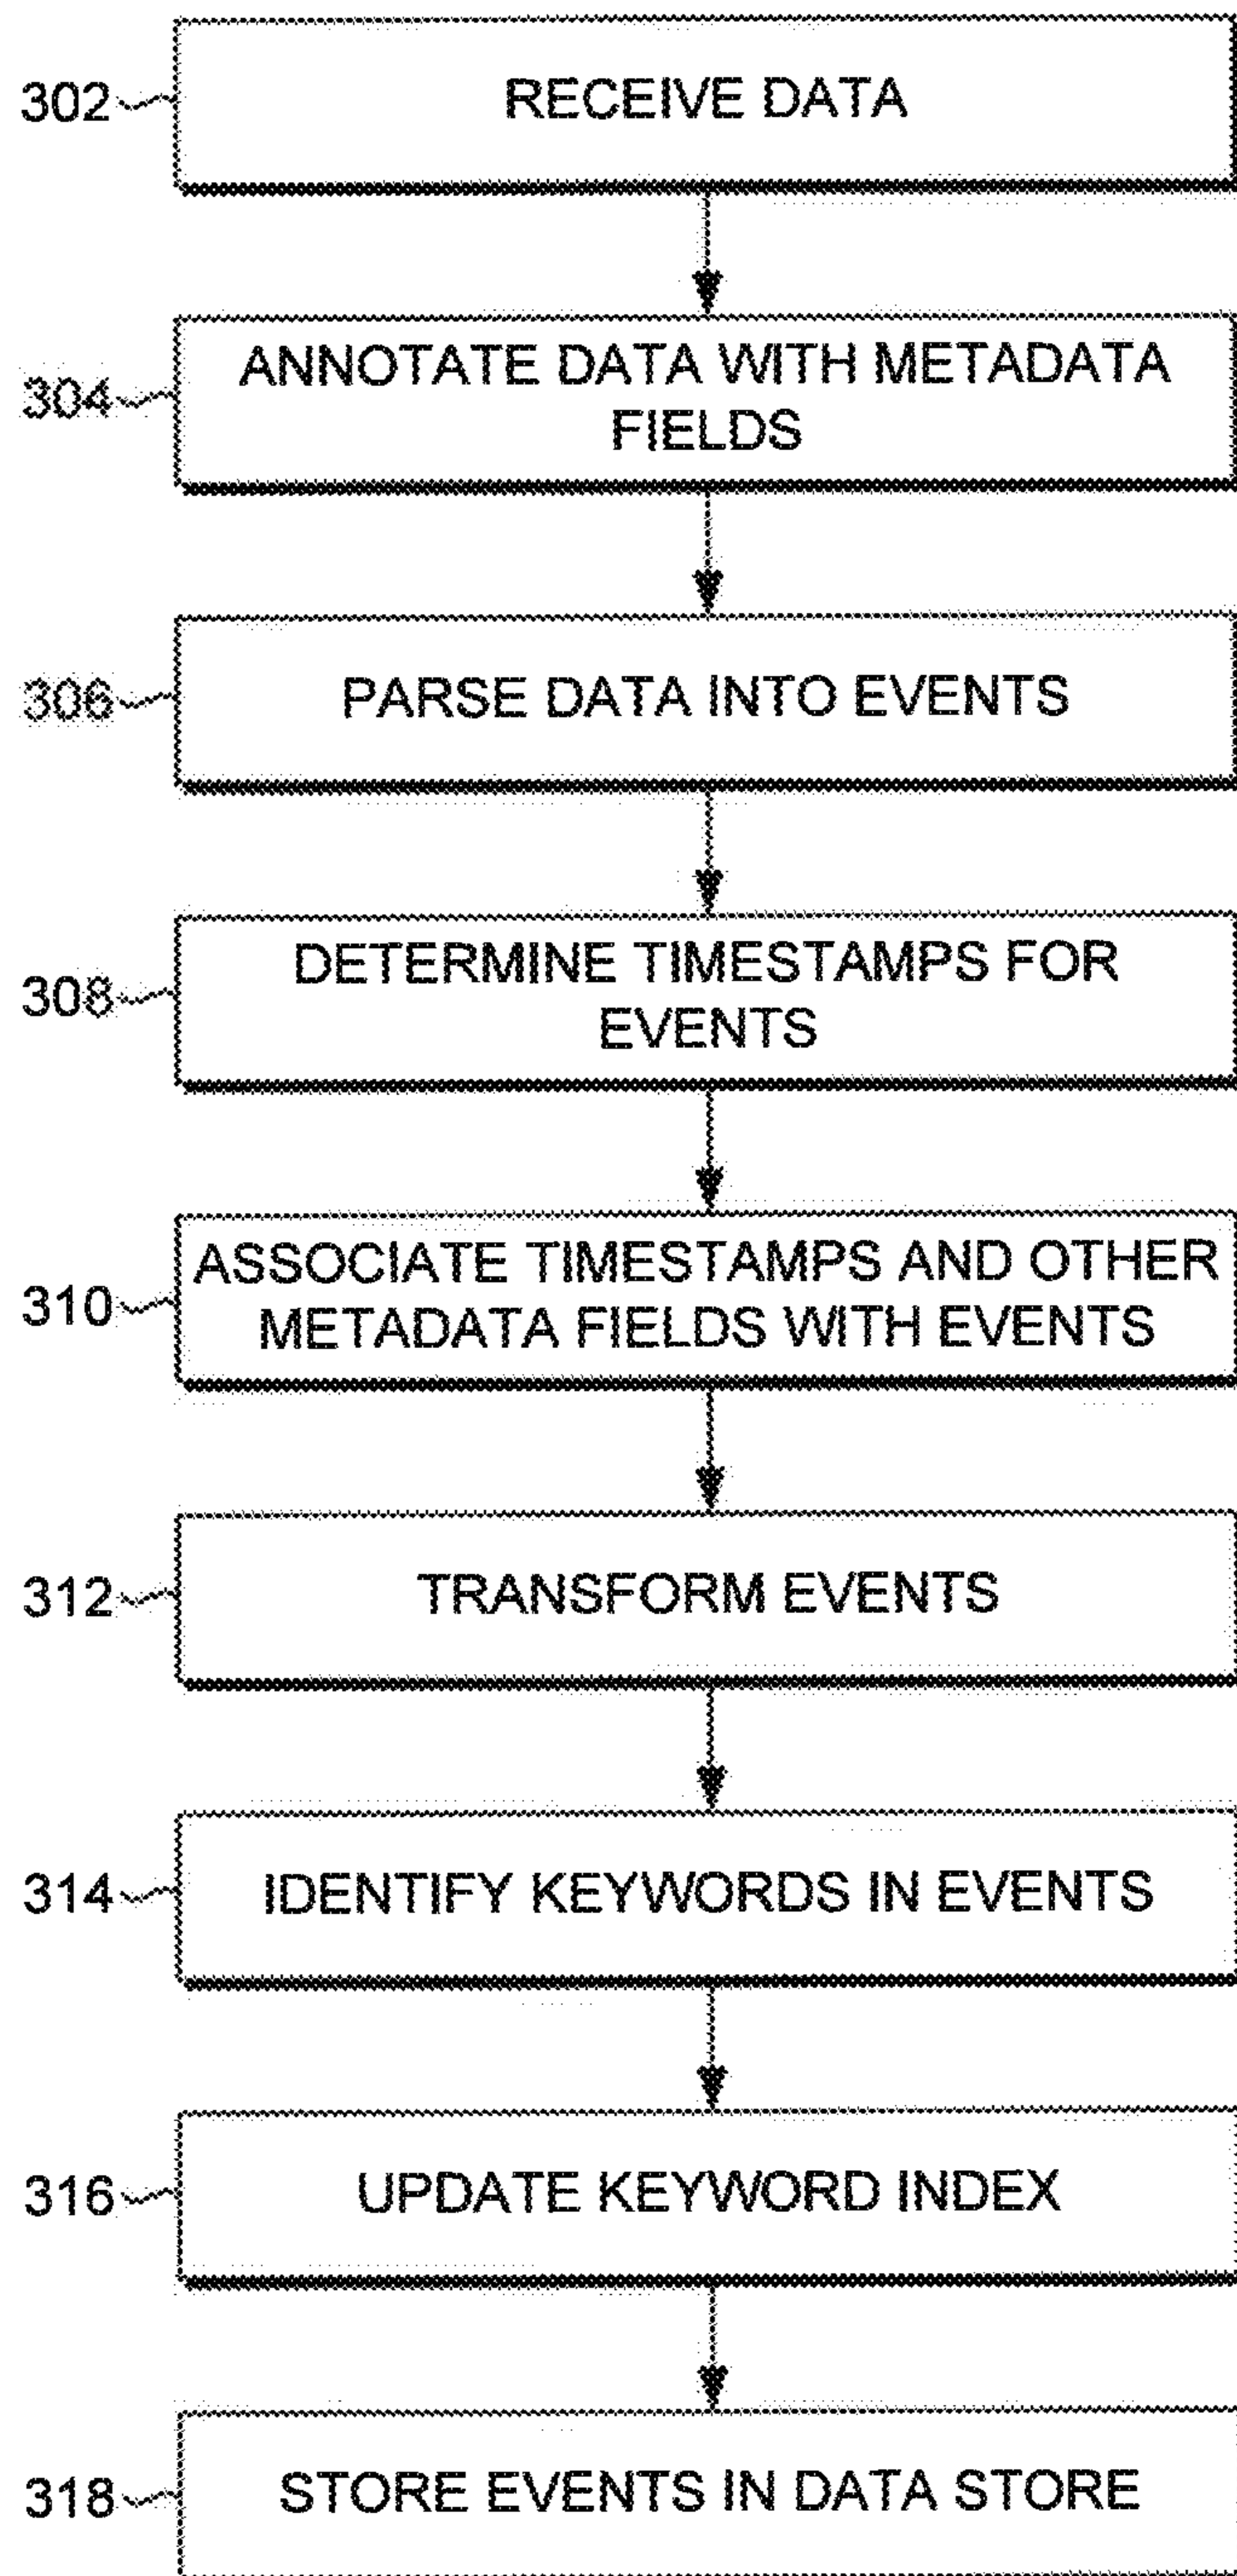 302
RECEIVE DATA
304
ANNOTATE DATA WITH METADATA
FIELDS
306
PARSE DATA INTO EVENTS
308
DETERMINE TIMESTAMPS FOR
EVENTS
310
ASSOCIATE TIMESTAMPS AND OTHER
METADATA FIELDS WITH EVENTS
312
TRANSFORM EVENTS
314
IDENTIFY KEYWORDS IN EVENTS
316
UPDATE KEYWORD INDEX
318
STORE EVENTS IN DATA STORE